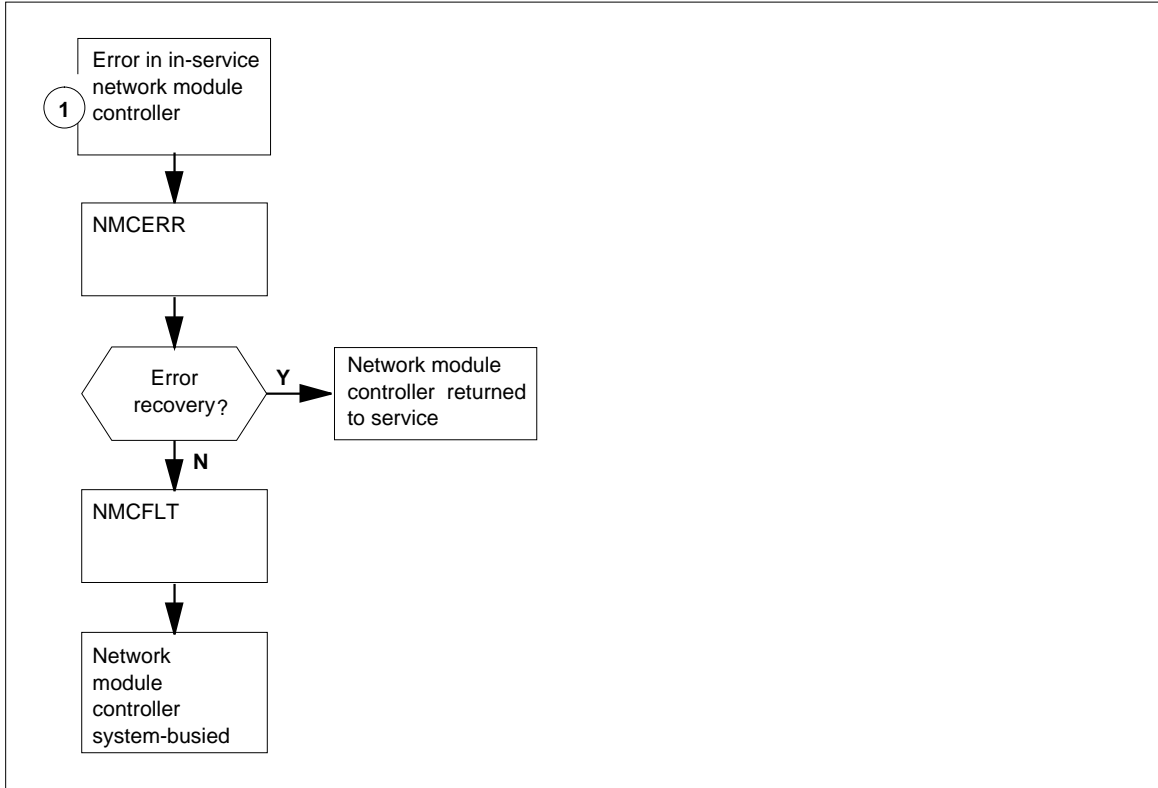 Error in in-service
network module
controller
1
NMCERR
Error
recovery?
Y
Network module
controller returned
to service
N
NMCFLT
Network
module
controller
system-busied